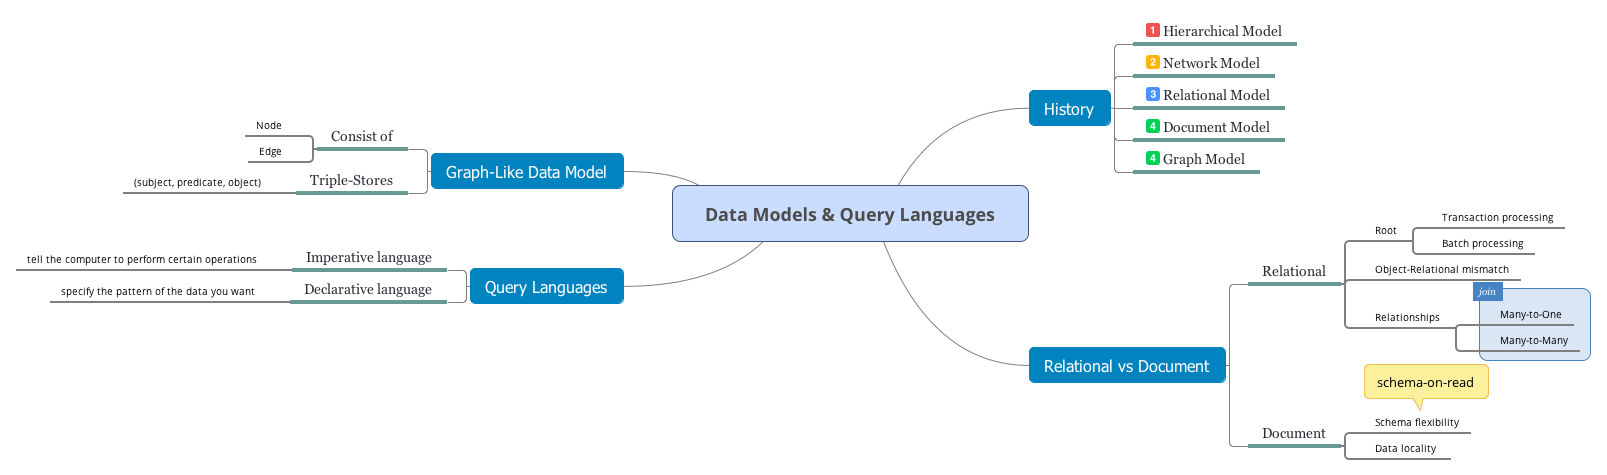 Data Models & Query Languages
History
1 Hierarchical Model
2 Network Model
3 Relational Model
4 Document Model
4 Graph Model
Relational vs Document
Relational
Root
Transaction processing
Batch processing
Object-Relational mismatch
Relationships
join
Many-to-One
Many-to-Many
Document
schema-on-read
Schema flexibility
Data locality
Graph-Like Data Model
Consist of
Node
Edge
Triple-Stores
(subject, predicate, object)
Query Languages
Imperative language
tell the computer to perform certain operations
Declarative language
specify the pattern of the data you want